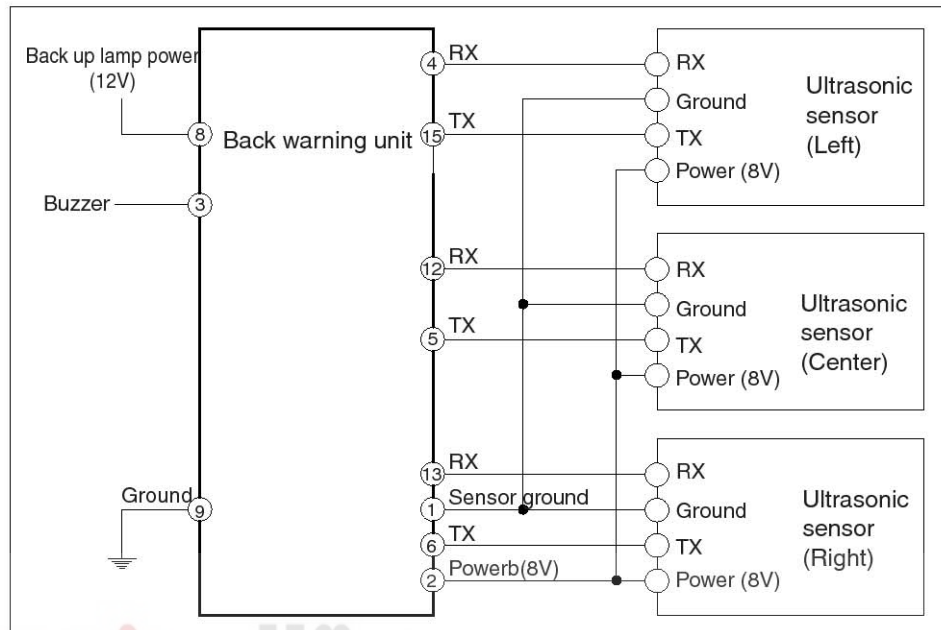 Back up lamp power
(12V)
8
Back warning unit
Buzzer
3
Ground
9
4
RX
15
TX
12
RX
5
TX
13
RX
1
Sensor ground
6
TX
2
Powerb(8V)
RX
Ground
TX
Power (8V)
Ultrasonic
sensor
(Left)
RX
Ground
TX
Power (8V)
Ultrasonic
sensor
(Center)
RX
Ground
TX
Power (8V)
Ultrasonic
sensor
(Right)